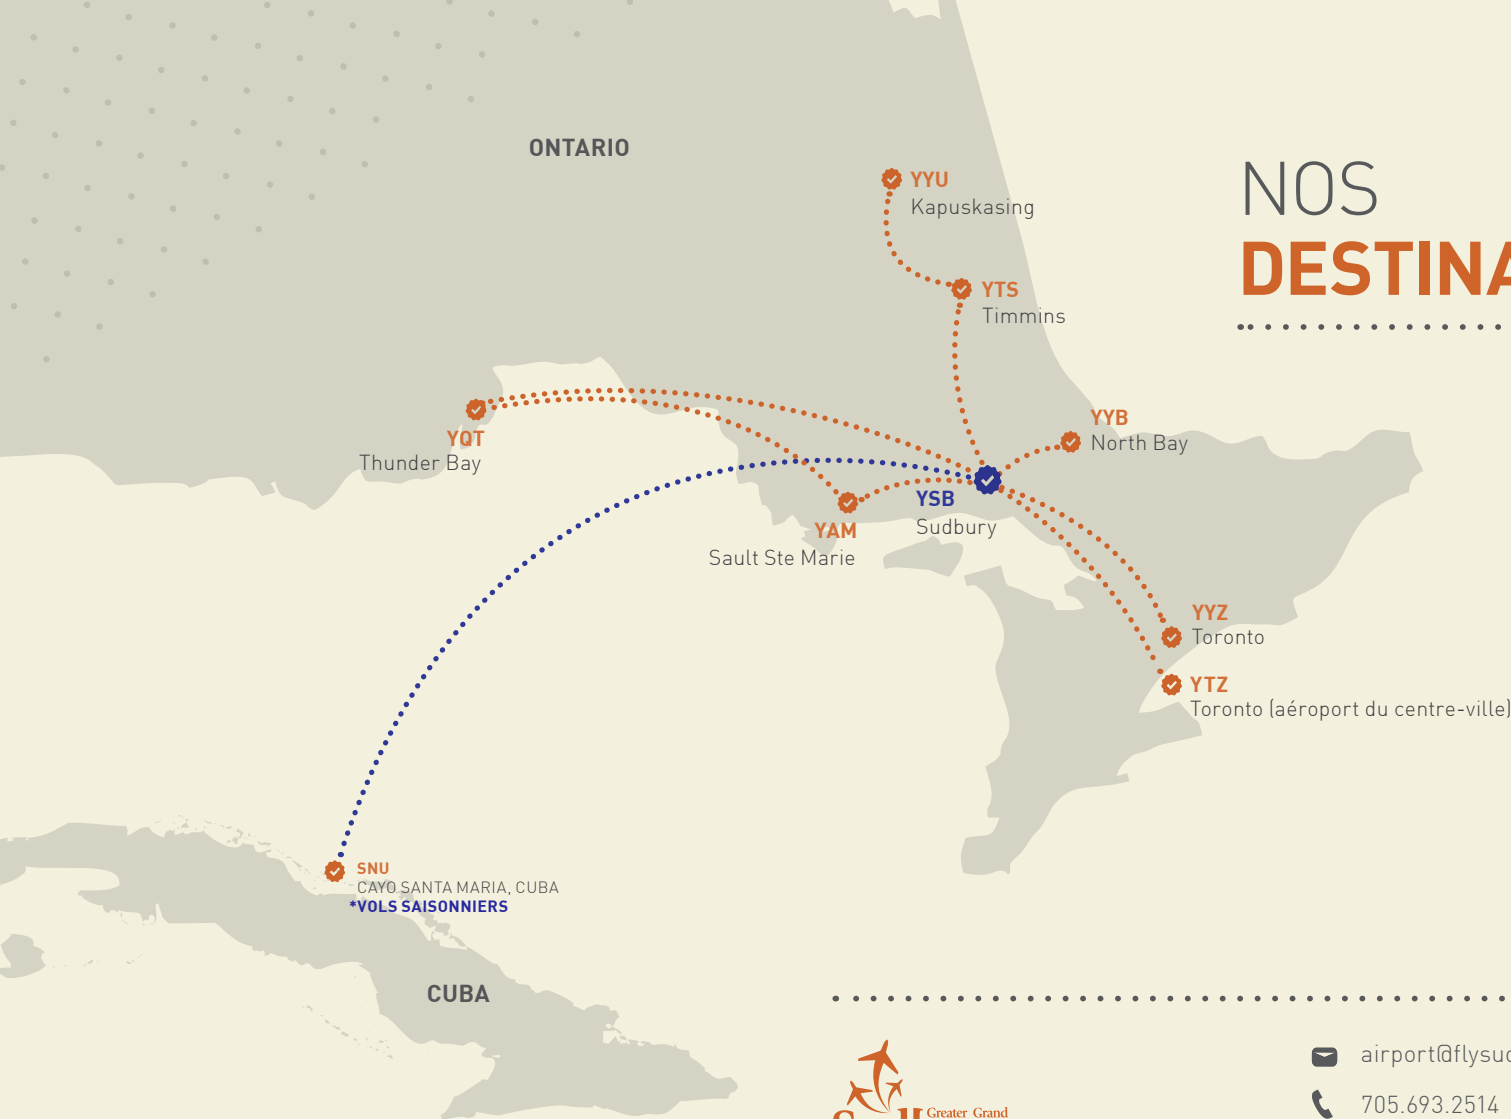 ONTARIO
YYU
Kapuskasing
NOS
DESTINA
YTS
Timmins
YYB
North Bay
YQT
Thunder Bay
YSB
Sudbury
YAM
Sault Ste Marie
YYZ
Toronto
YTZ
Toronto (aéroport du centre-ville)
SNU
CAYO SANTA MARIA, CUBA
*VOLS SAISONNIERS
CUBA
airport@flysud
705.693.2514
Greater Grand